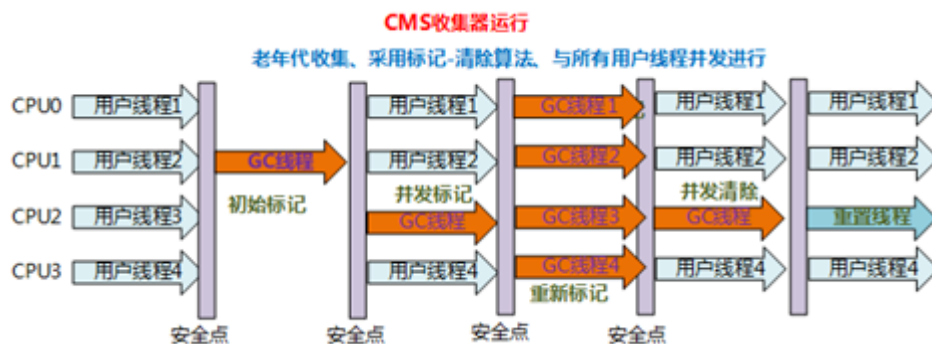 CMS收集器运行
老年代收集、采用标记-清除算法、与所有用户线程并发进行
CPU0 用户线程1 用户线程1 GC线程1 用户线程1 用户线程1
CPU1 用户线程2 GC线程 用户线程2 GC线程2 用户线程2 用户线程2
初始标记 并发标记 并发清除
CPU2 用户线程3 GC线程 GC线程3 GC线程 重置线程
CPU3 用户线程4 用户线程4 GC线程4 用户线程4 用户线程4
重新标记
安全点 安全点 安全点 安全点